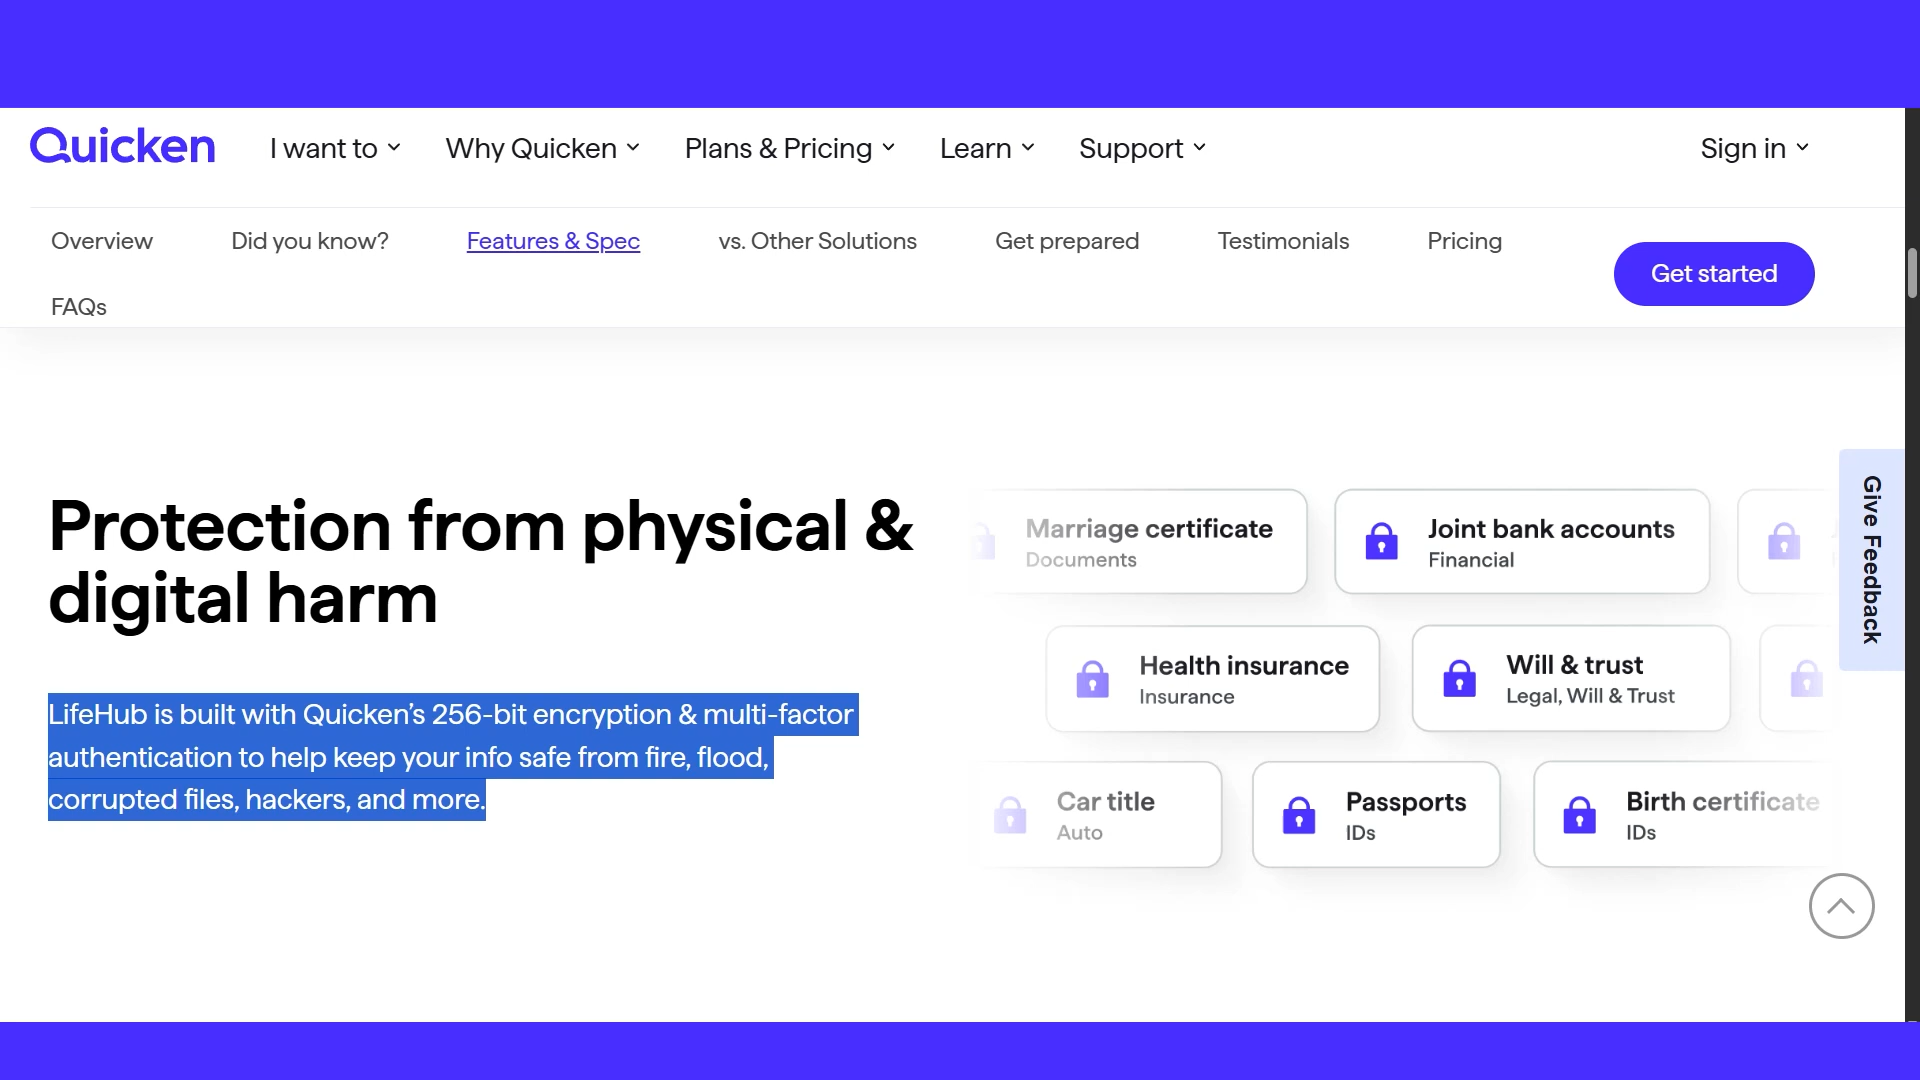 Quicken
I want to
Why Quicken
Plans & Pricing
Learn
Support
Sign in
Overview
Did you know?
Features & Spec
vs. Other Solutions
Get prepared
Testimonials
Pricing
Get started
FAQs
Protection from physical &
digital harm
LifeHub is built with Quicken’s 256-bit encryption & multi-factor
authentication to help keep your info safe from fire, flood,
corrupted files, hackers, and more.
Marriage certificate
Documents
Joint bank accounts
Financial
Health insurance
Insurance
Will & trust
Legal, Will & Trust
Car title
Auto
Passports
IDs
Birth certificate
IDs
Give Feedback